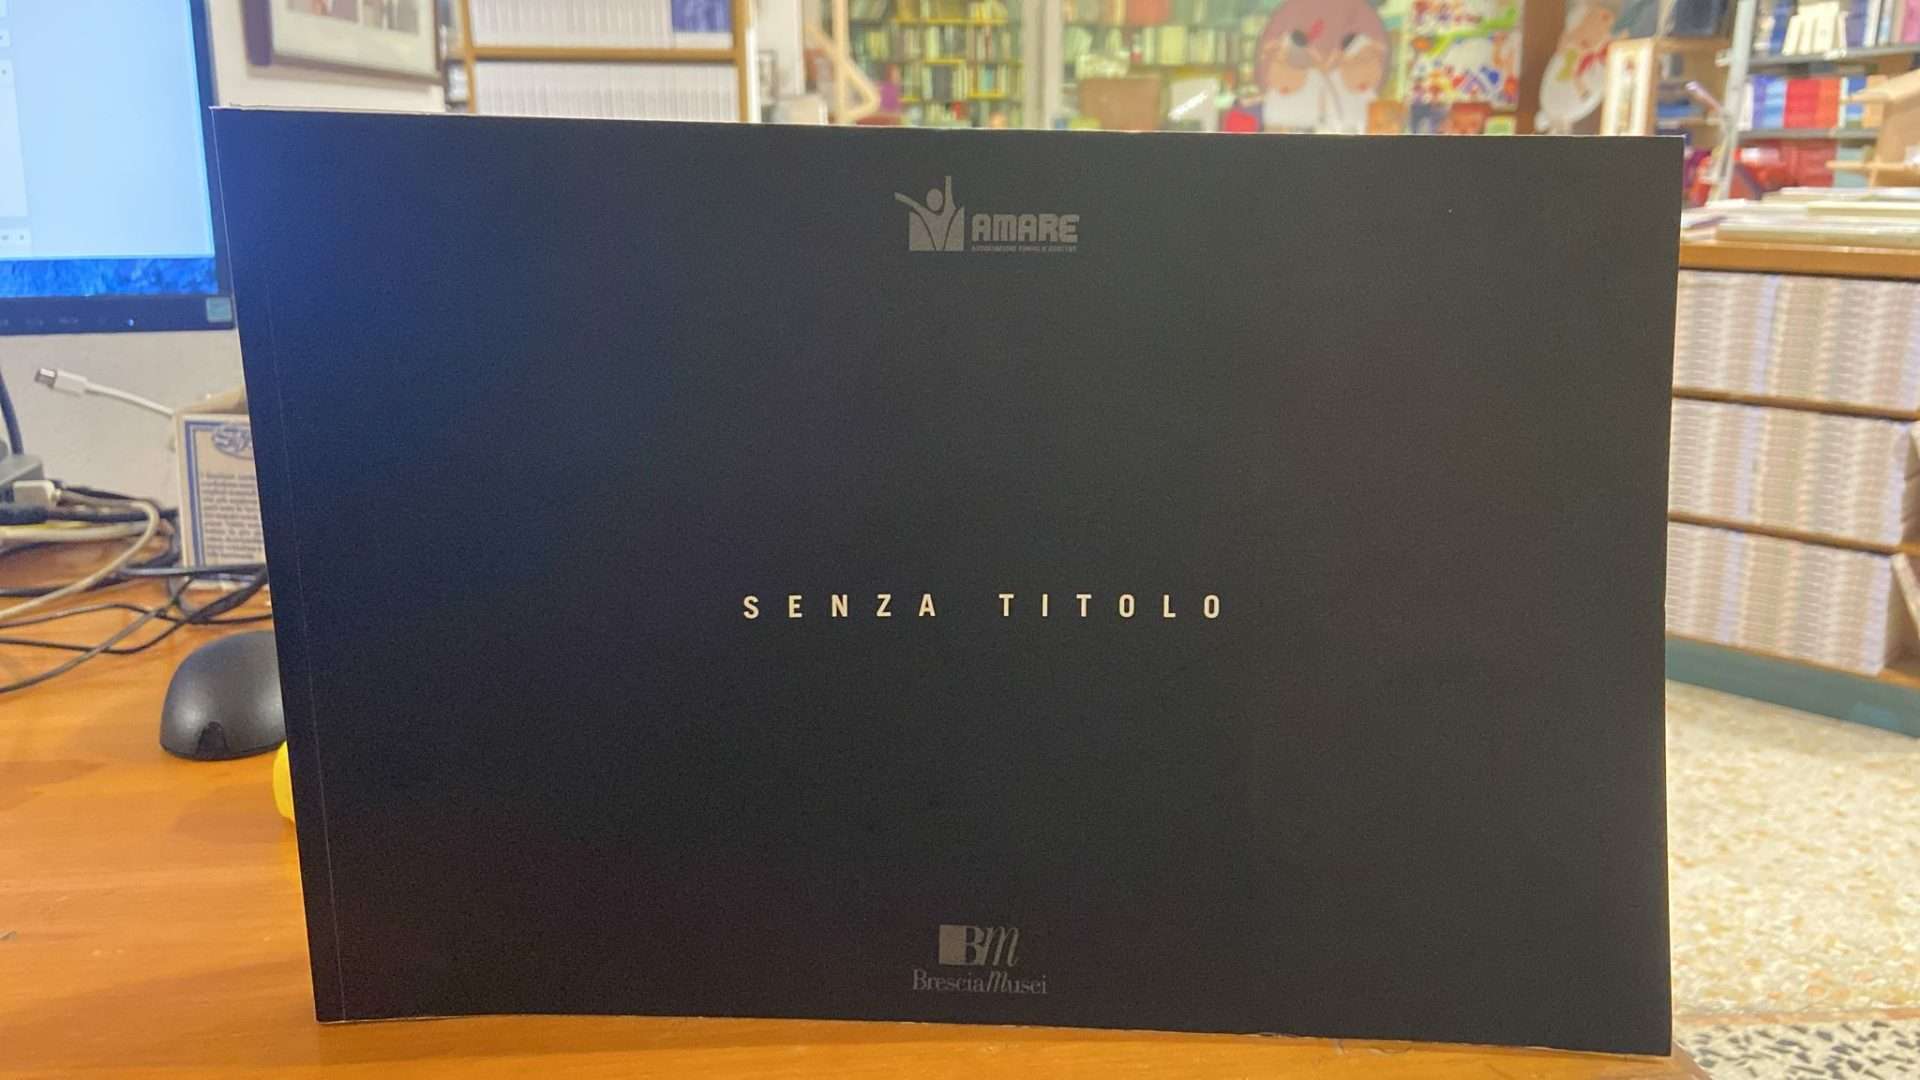 AMARE
SENZA TITOLO
BM
BresciaMusei